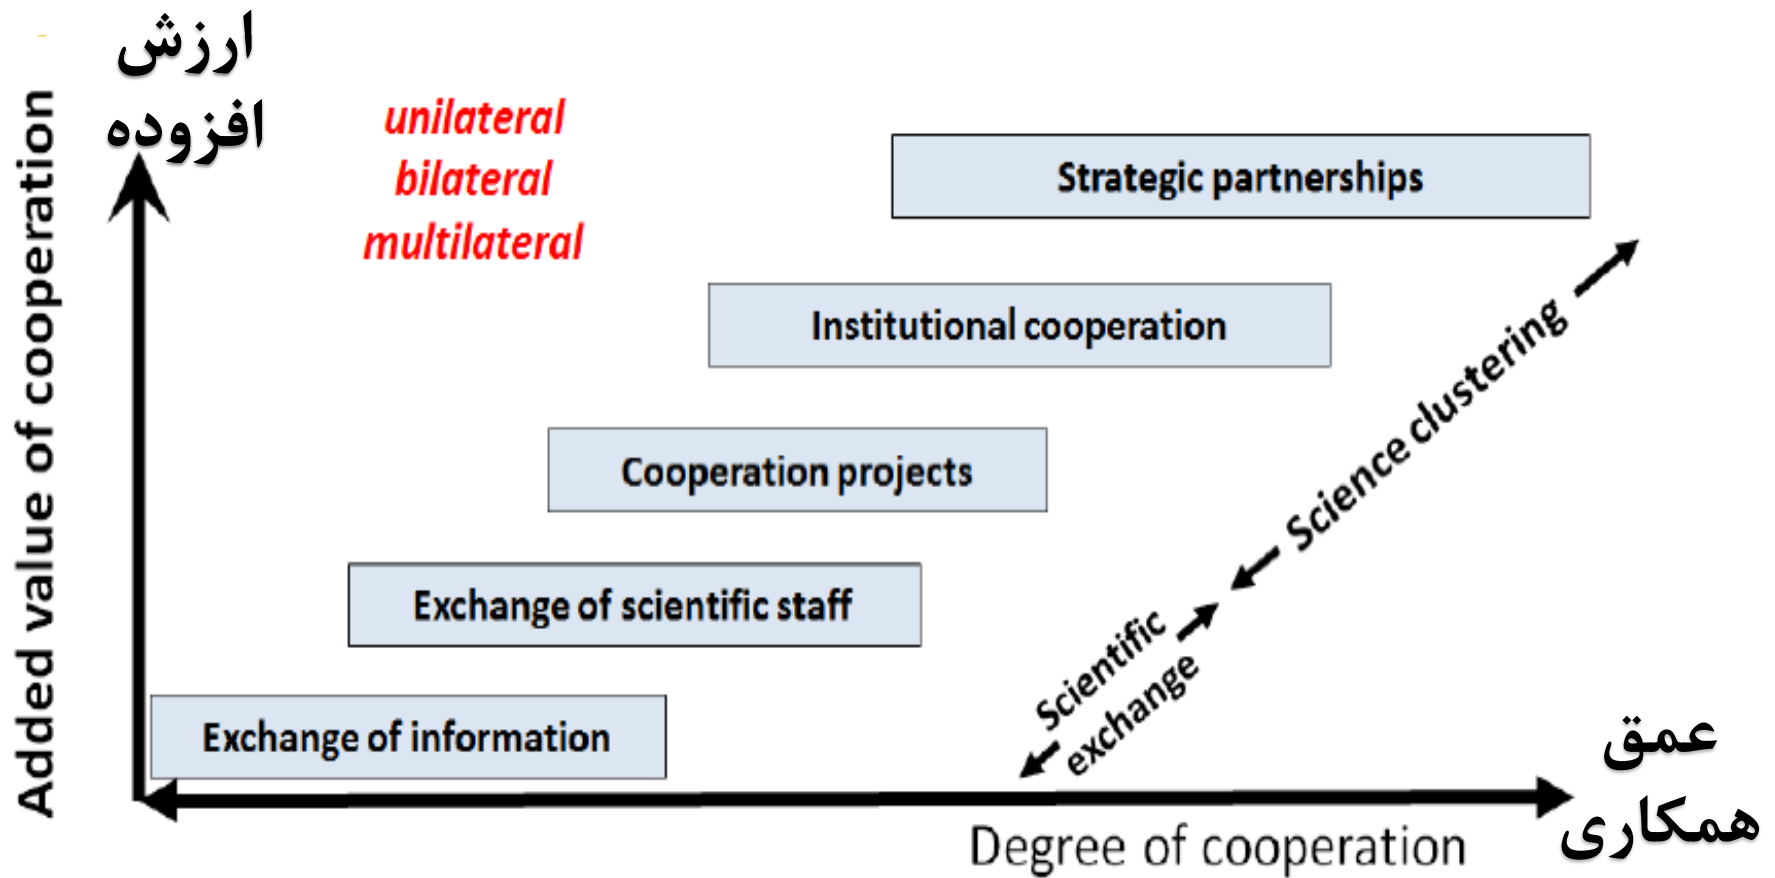 ارزش
افزوده
Added value of cooperation
unilateral
bilateral
multilateral
Strategic partnerships
Institutional cooperation
Cooperation projects
Exchange of scientific staff
Exchange of information
Science clustering
Scientific
exchange
عمق
همکاری
Degree of cooperation